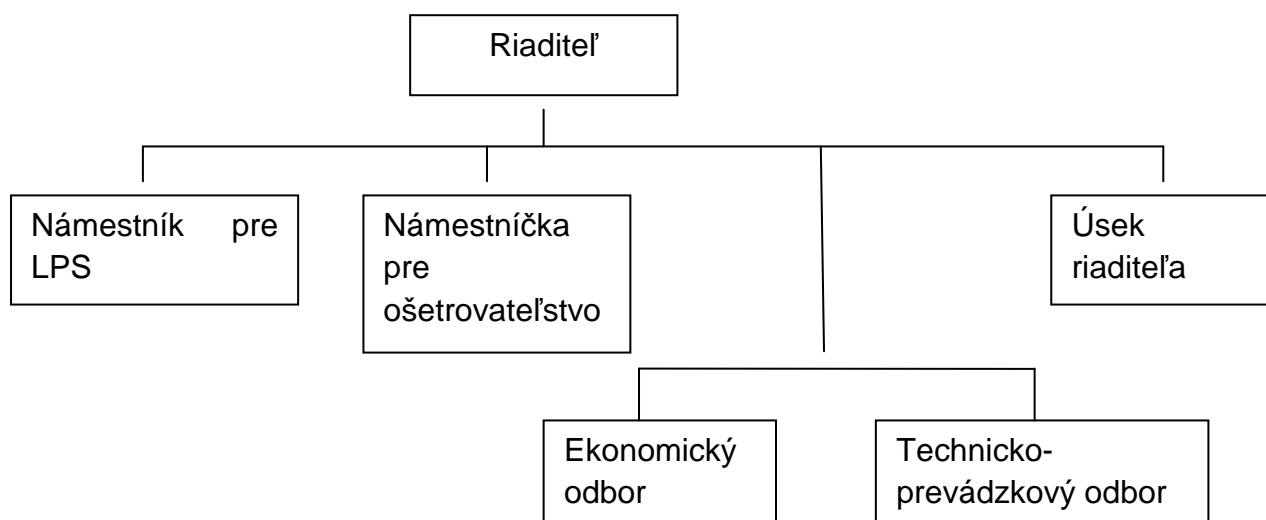 Riaditeľ
Námestník pre
LPS
Námestníčka
pre
ošetrovateľstvo
Úsek
riaditeľa
Ekonomický
odbor
Technicko-
prevádzkový odbor